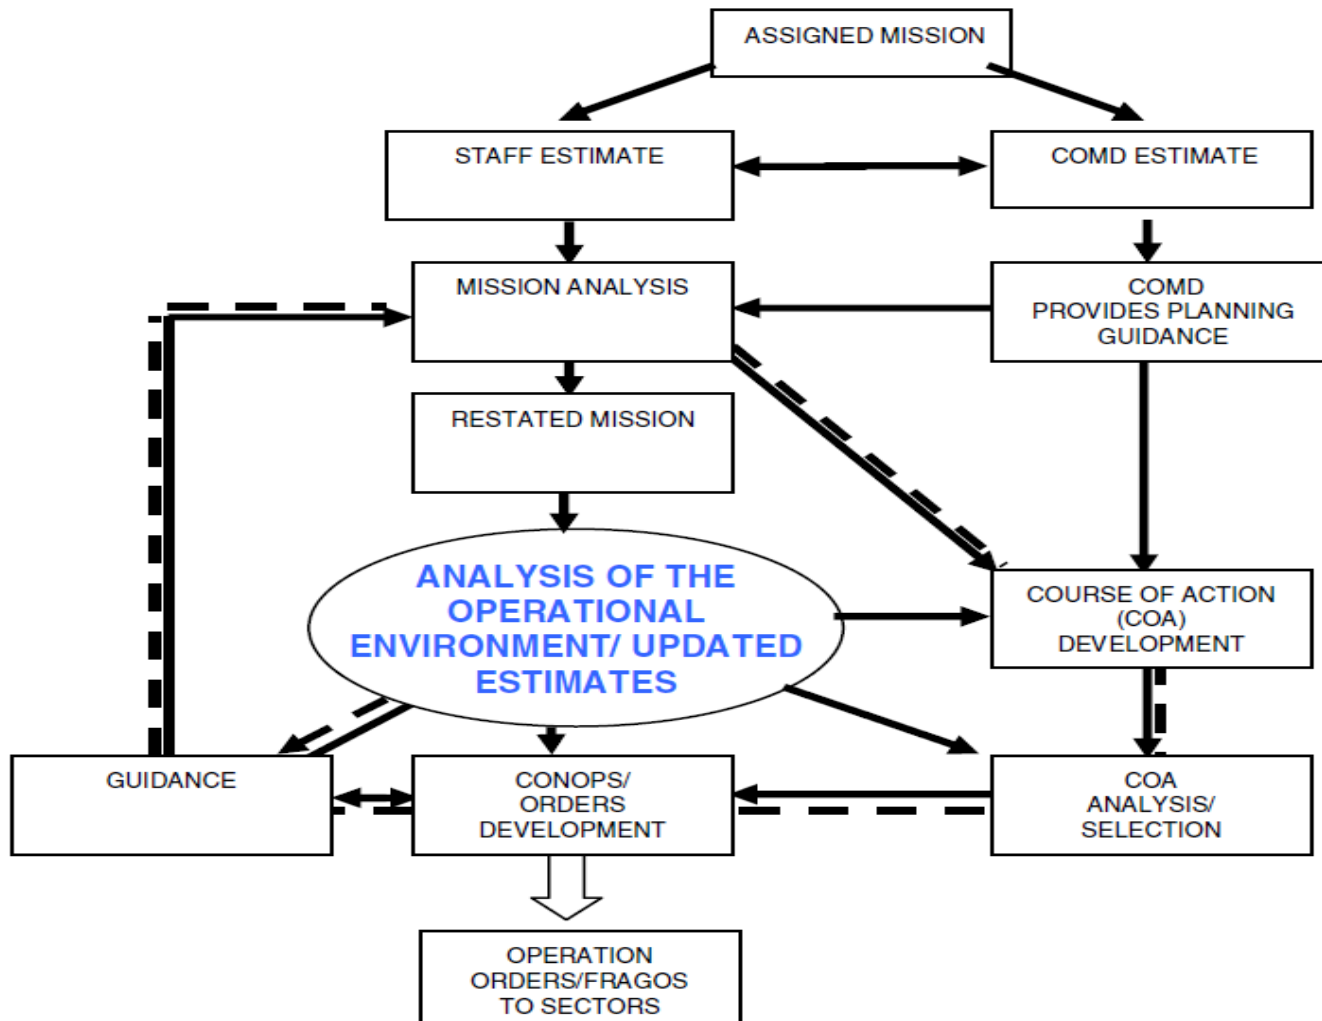 ASSIGNED MISSION
STAFF ESTIMATE
COMD ESTIMATE
MISSION ANALYSIS
COMD
PROVIDES PLANNING
GUIDANCE
RESTATED MISSION
ANALYSIS OF THE
OPERATIONAL
ENVIRONMENT/ UPDATED
ESTIMATES
COURSE OF ACTION
(COA)
DEVELOPMENT
GUIDANCE
CONOPS/
ORDERS
DEVELOPMENT
COA
ANALYSIS/
SELECTION
OPERATION
ORDERS/FRAGOS
TO SECTORS